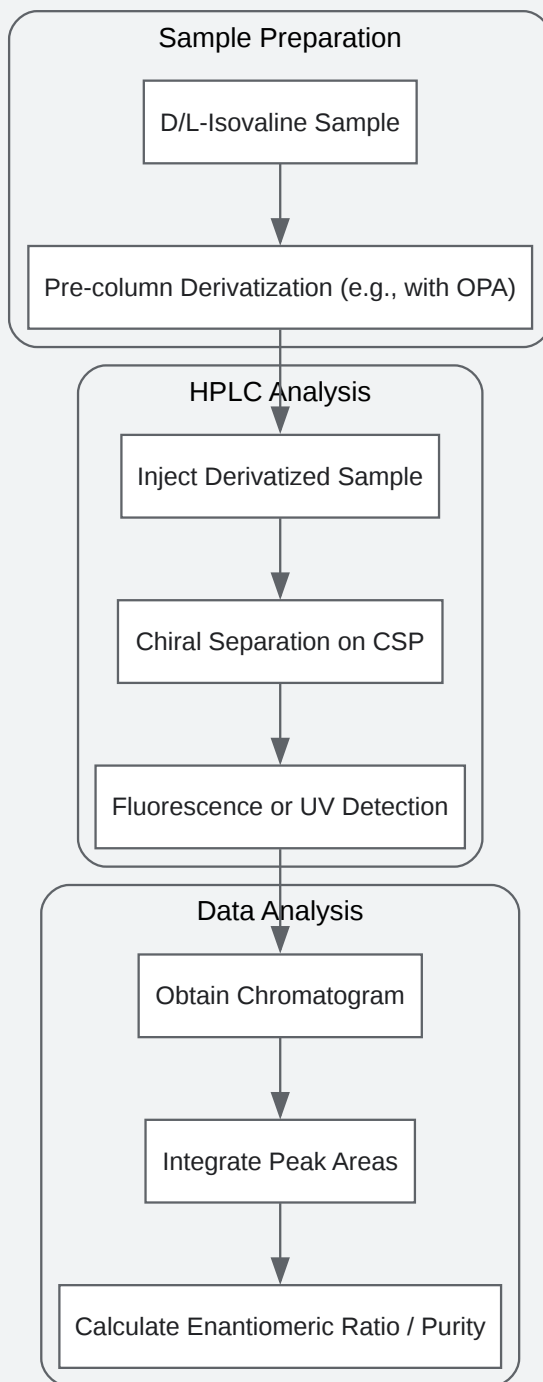 Sample Preparation
D/L-Isovaline Sample
Pre-column Derivatization (e.g., with OPA)
HPLC Analysis
Inject Derivatized Sample
Chiral Separation on CSP
Fluorescence or UV Detection
Data Analysis
Obtain Chromatogram
Integrate Peak Areas
Calculate Enantiomeric Ratio / Purity